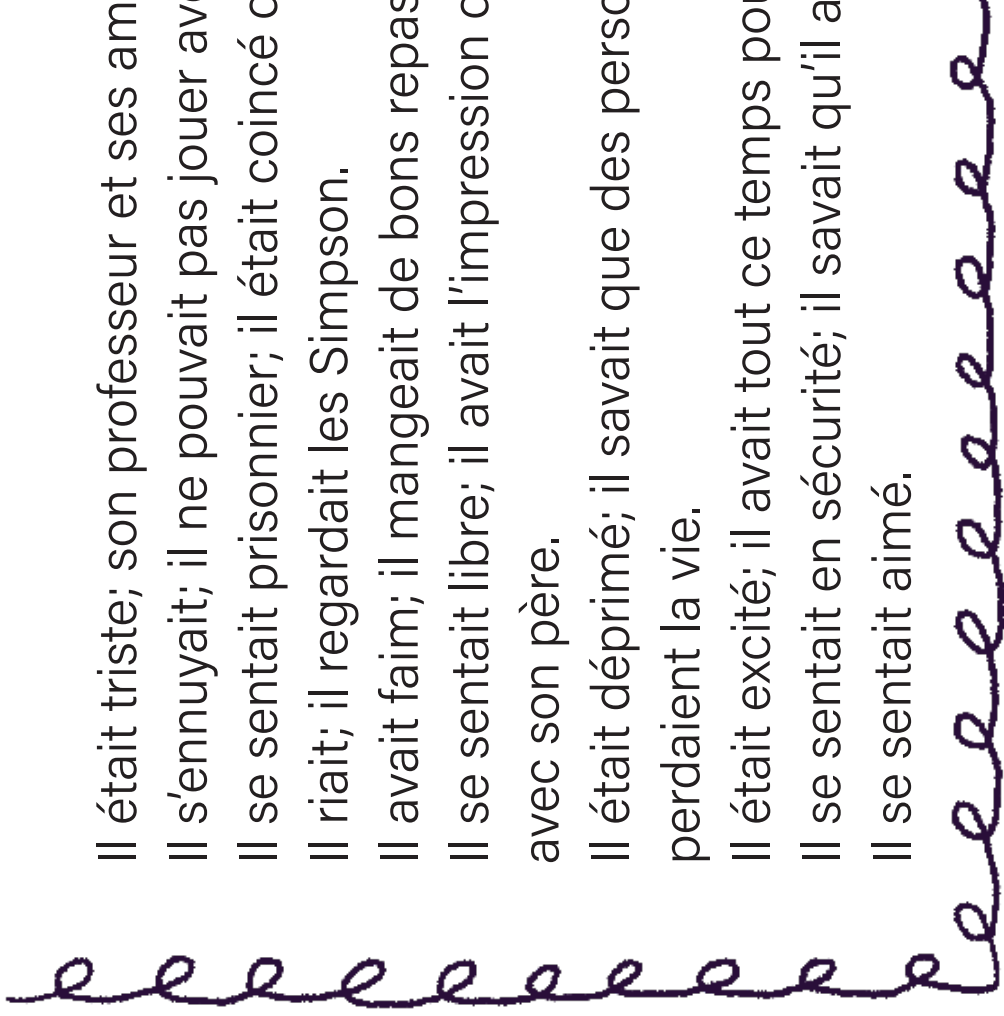 Il était triste; son professeur et ses am
Il s'ennuyait; il ne pouvait pas jouer av
Il se sentait prisonnier; il était coincé
Il riait; il regardait les Simpson.
Il avait faim; il mangeait de bons repas
Il se sentait libre; il avait l'impression
avec son père.
Il était déprimé; il savait que des perso
perdaient la vie.
Il était excité; il avait tout ce temps po
Il se sentait en sécurité; il savait qu'il a
Il se sentait aimé.